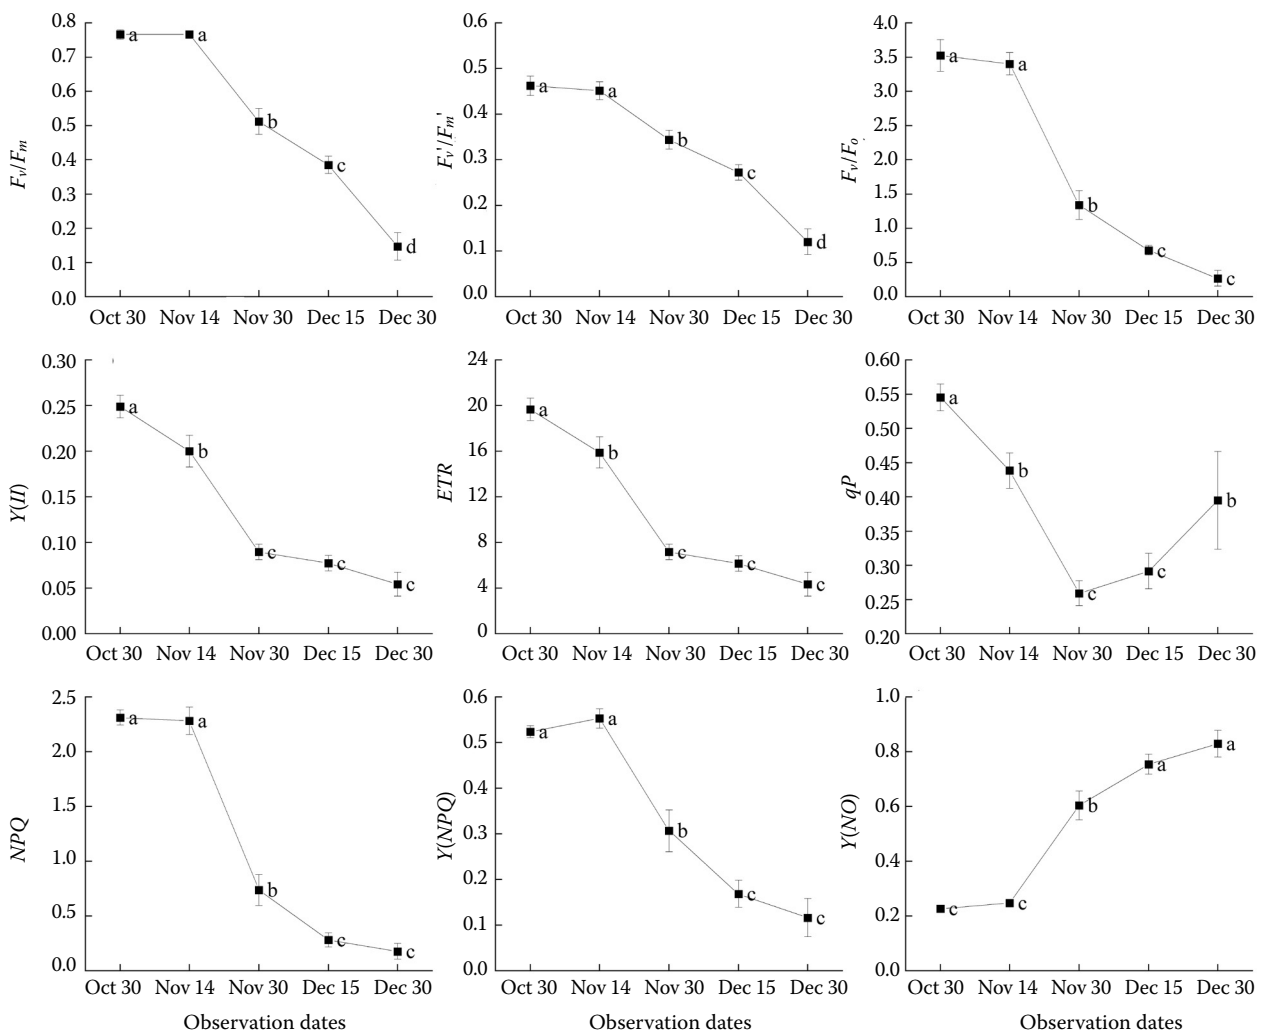 0.8
0.7
0.6
0.5
0.4
0.3
0.2
0.1
0.0
Fv/Fm
a
a
b
c
d
Oct 30 Nov 14 Nov 30 Dec 15 Dec 30
0.6
0.5
0.4
0.3
0.2
0.1
0.0
Fv'/Fm'
a
a
b
c
d
Oct 30 Nov 14 Nov 30 Dec 15 Dec 30
4.0
3.5
3.0
2.5
2.0
1.5
1.0
0.5
0.0
Fv/Fo
a
a
b
c
c
Oct 30 Nov 14 Nov 30 Dec 15 Dec 30
0.30
0.25
0.20
0.15
0.10
0.05
0.00
Y(II)
a
b
c
c
c
Oct 30 Nov 14 Nov 30 Dec 15 Dec 30
24
20
16
12
8
4
0
ETR
a
b
c
c
c
Oct 30 Nov 14 Nov 30 Dec 15 Dec 30
0.60
0.55
0.50
0.45
0.40
0.35
0.30
0.25
0.20
qP
a
b
c
c
b
Oct 30 Nov 14 Nov 30 Dec 15 Dec 30
2.5
2.0
1.5
1.0
0.5
0.0
NPQ
a
a
b
c
c
Oct 30 Nov 14 Nov 30 Dec 15 Dec 30
Observation dates
0.6
0.5
0.4
0.3
0.2
0.1
0.0
Y(NPQ)
a
a
b
c
c
Oct 30 Nov 14 Nov 30 Dec 15 Dec 30
Observation dates
1.0
0.8
0.6
0.4
0.2
0.0
Y(NO)
c
c
b
a
a
Oct 30 Nov 14 Nov 30 Dec 15 Dec 30
Observation dates